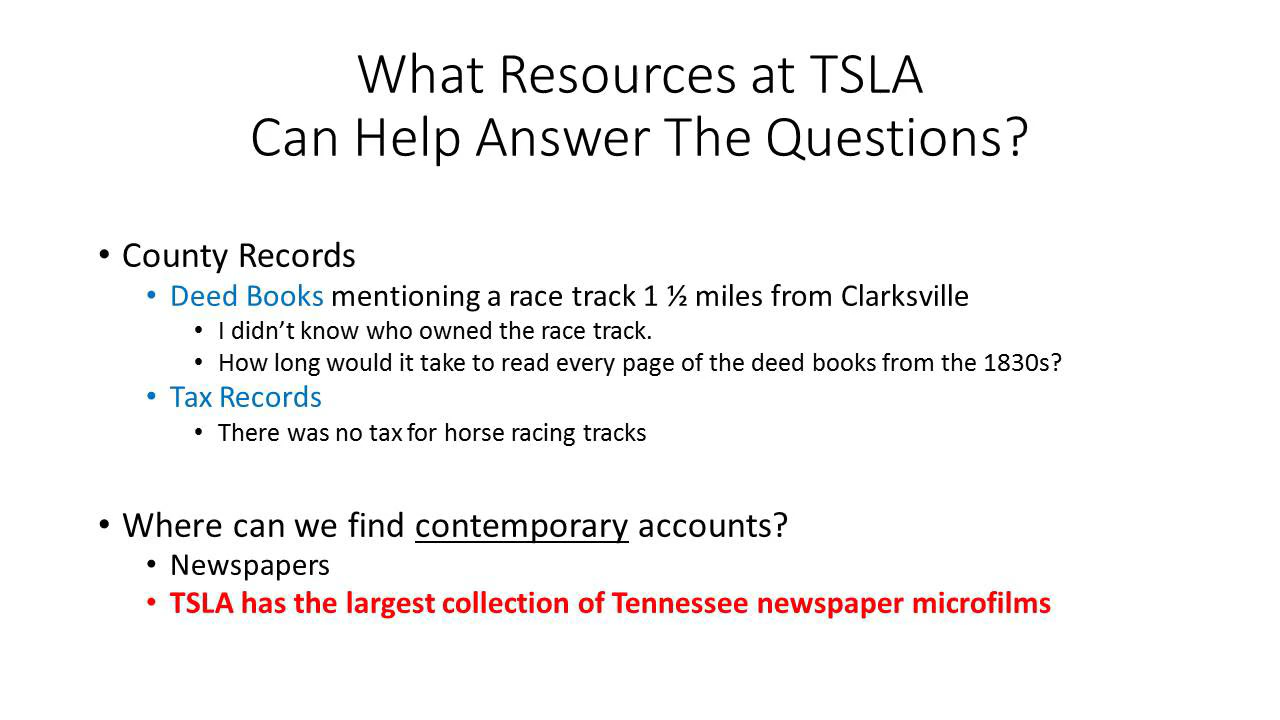 What Resources at TSLA
Can Help Answer The Questions?
• County Records
• Deed Books mentioning a race track 1 ½ miles from Clarksville
• I didn’t know who owned the race track.
• How long would it take to read every page of the deed books from the 1830s?
• Tax Records
• There was no tax for horse racing tracks
• Where can we find contemporary accounts?
• Newspapers
• TSLA has the largest collection of Tennessee newspaper microfilms